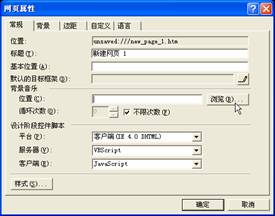 网页属性
常规 背景 边距 自定义 语言
位置: unsaved:///new_page_1.htm
标题(T): 新建网页 1
基本位置(A):
默认的目标框架(D):
背景音乐
位置(C): 浏览(B)...
循环次数(P): 0 不限次数(F)
设计阶段控件脚本
平台(F): 客户端(IE 4.0 DHTML)
服务器(V): VBScript
客户端(N): JavaScript
样式(S)...
确定 取消